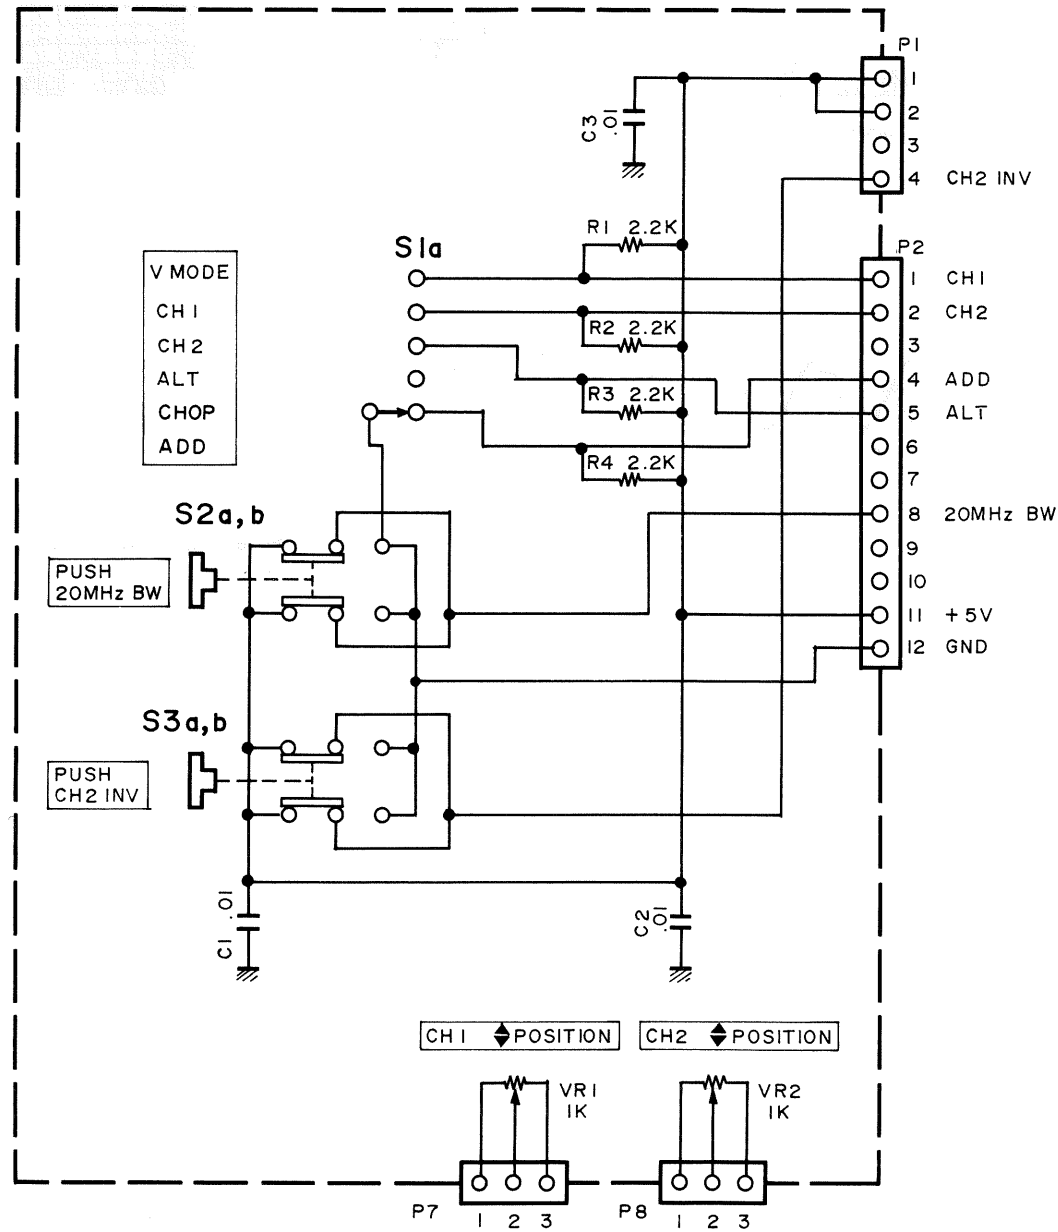 P1
1
2
3
4 CH2 INV
C3 .01
R1 2.2K
S1a
P2
V MODE
CH1
CH2
ALT
CHOP
ADD
1 CH1
2 CH2
R2 2.2K
3
4 ADD
R3 2.2K
5 ALT
6
R4 2.2K
7
S2a,b
8 20MHz BW
9
PUSH
20MHz BW
10
11 +5V
12 GND
S3a,b
PUSH
CH2 INV
C1 .01
C2 .01
CH1 POSITION
CH2 POSITION
VR1
1K
VR2
1K
P7 1 2 3
P8 1 2 3